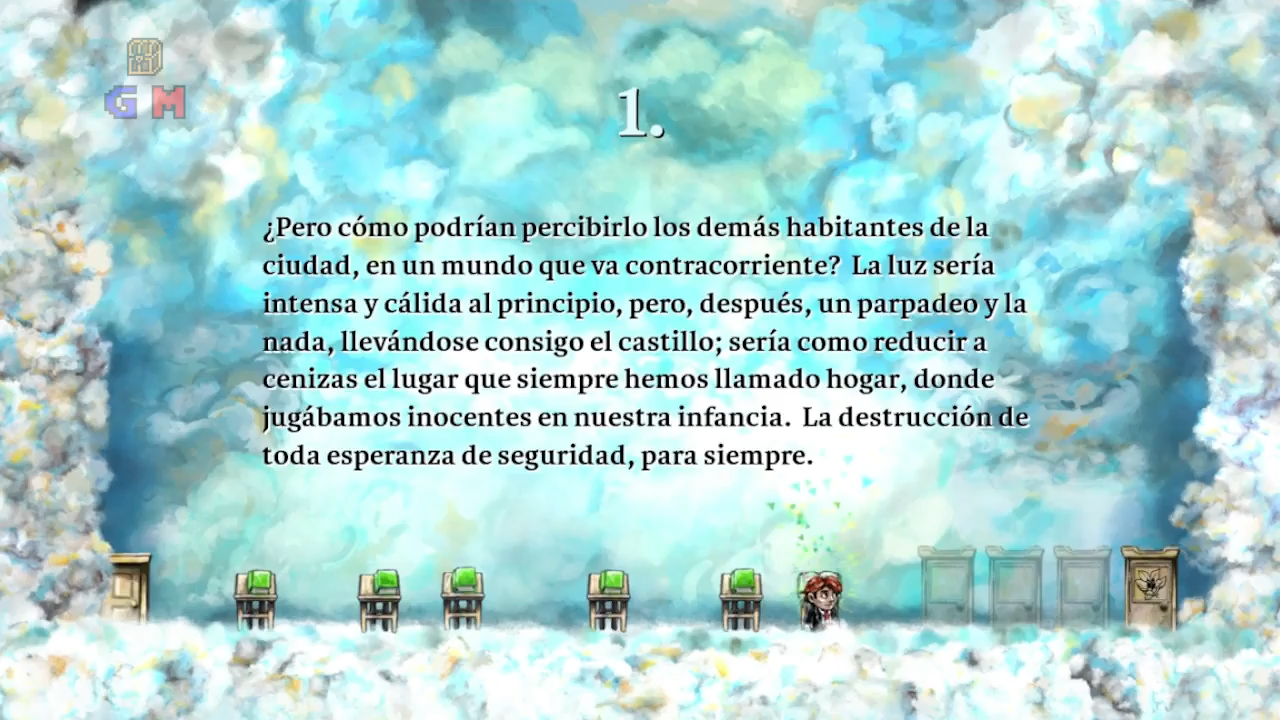 G M
1.
¿Pero cómo podrían percibirlo los demás habitantes de la
ciudad, en un mundo que va contracorriente?  La luz sería
intensa y cálida al principio, pero, después, un parpadeo y la
nada, llevándose consigo el castillo; sería como reducir a
cenizas el lugar que siempre hemos llamado hogar, donde
jugábamos inocentes en nuestra infancia.  La destrucción de
toda esperanza de seguridad, para siempre.